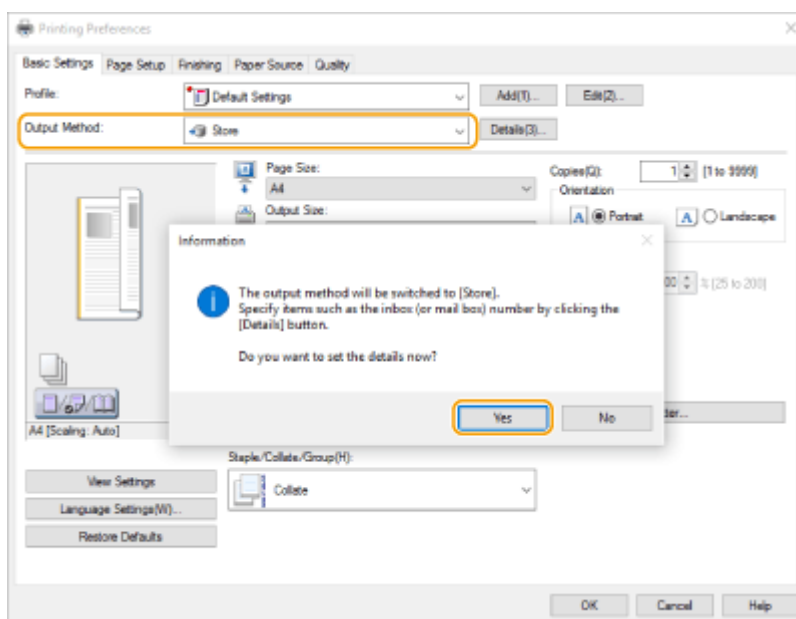 Printing Preferences
Basic Settings Page Setup Finishing Paper Source Quality
Profile: Default Settings Add(1)... Edit(2)...
Output Method: Store Details(3)...
Page Size: Copies(Q): 1 [1 to 9999]
A4 Orientation
Output Size: A Portrait A Landscape
Information
00 % [25 to 200]
The output method will be switched to [Store].
Specify items such as the inbox (or mail box) number by clicking the
[Details] button.
Do you want to set the details now?
Yes No
A4 [Scaling: Auto]
Staple/Collate/Group(H):
View Settings Collate
Language Settings(W)...
Restore Defaults
OK Cancel Help